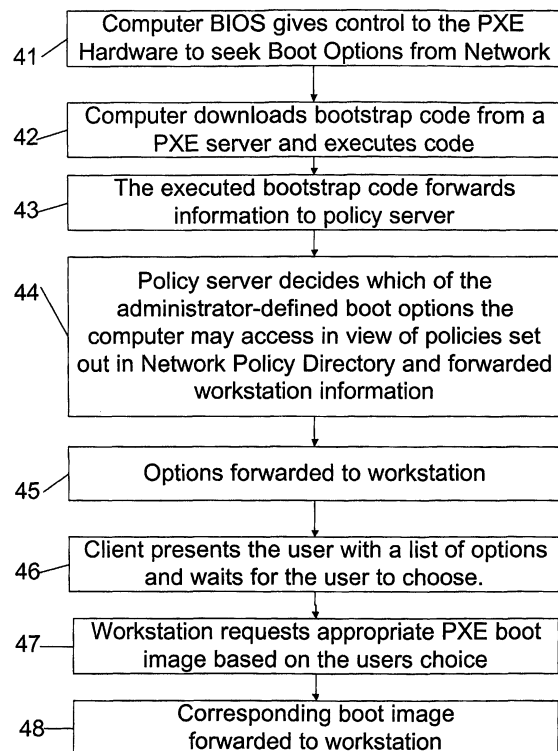 Computer BIOS gives control to the PXE
41
Hardware to seek Boot Options from Network
Computer downloads bootstrap code from a
42
PXE server and executes code
The executed bootstrap code forwards
43
information to policy server
44
Policy server decides which of the
administrator-defined boot options the
computer may access in view of policies set
out in Network Policy Directory and forwarded
workstation information
Options forwarded to workstation
45
Client presents the user with a list of options
46
and waits for the user to choose.
Workstation requests appropriate PXE boot
47
image based on the users choice
Corresponding boot image
48
forwarded to workstation